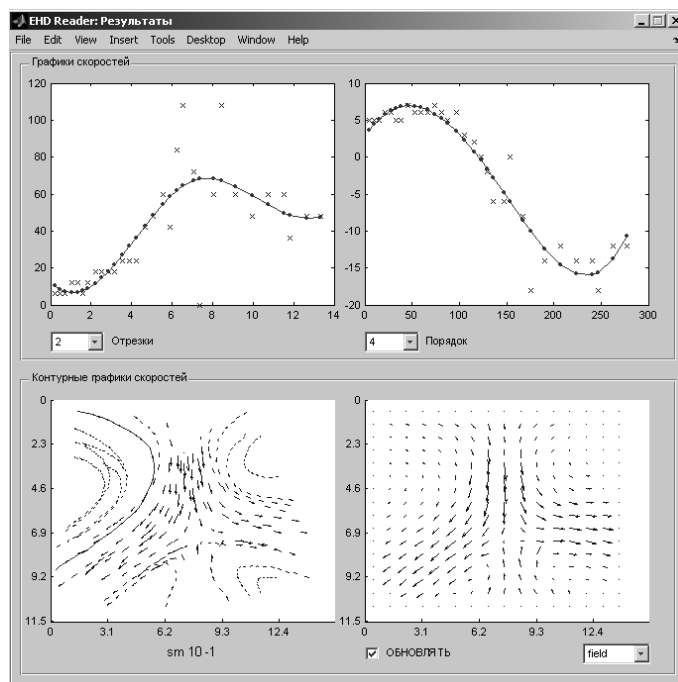 EHD Reader: Результаты
File Edit View Insert Tools Desktop Window Help
Графики скоростей
120
100
80
60
40
20
0
0 2 4 6 8 10 12 14
10
5
0
-5
-10
-15
-20
0 50 100 150 200 250 300
2 Отрезки
4 Порядок
Контурные графики скоростей
0
2.3
4.6
6.9
9.2
11.5
0 3.1 6.2 9.3 12.4
sm 10 -1
0
2.3
4.6
6.9
9.2
11.5
0 3.1 6.2 9.3 12.4
ОБНОВЛЯТЬ
field